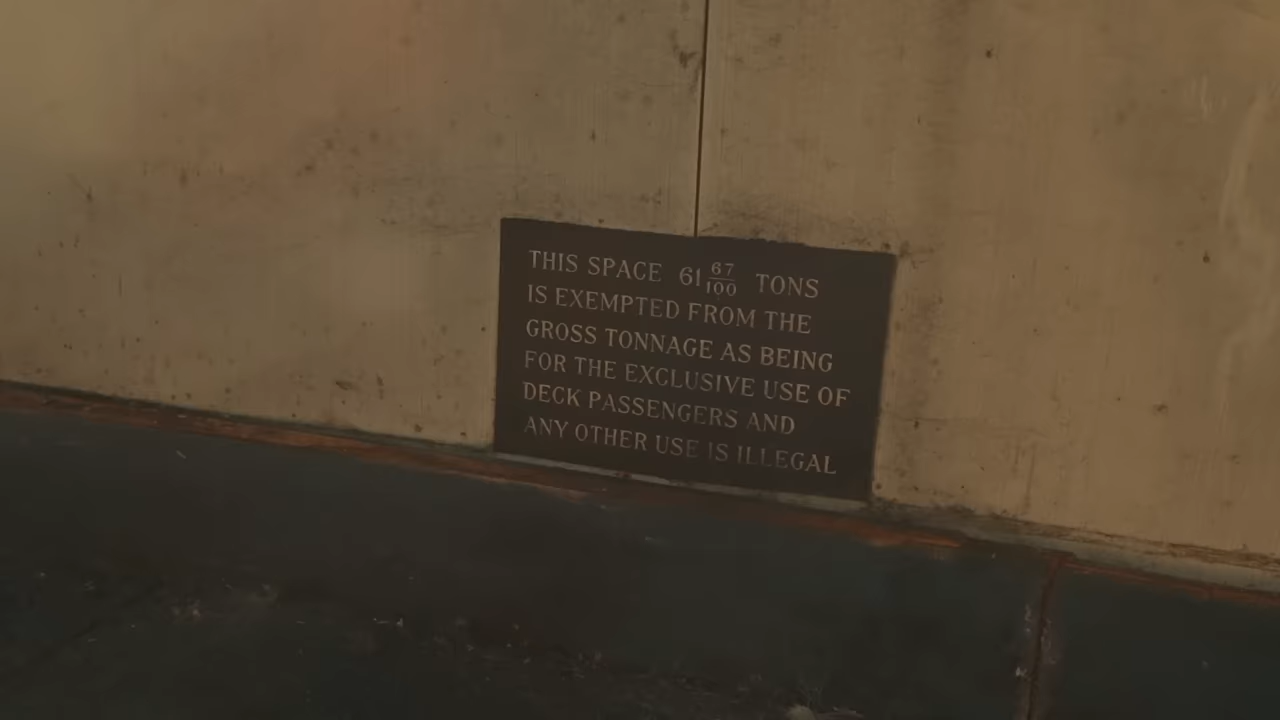 THIS SPACE 61 67/100 TONS
IS EXEMPTED FROM THE
GROSS TONNAGE AS BEING
FOR THE EXCLUSIVE USE OF
DECK PASSENGERS AND
ANY OTHER USE IS ILLEGAL